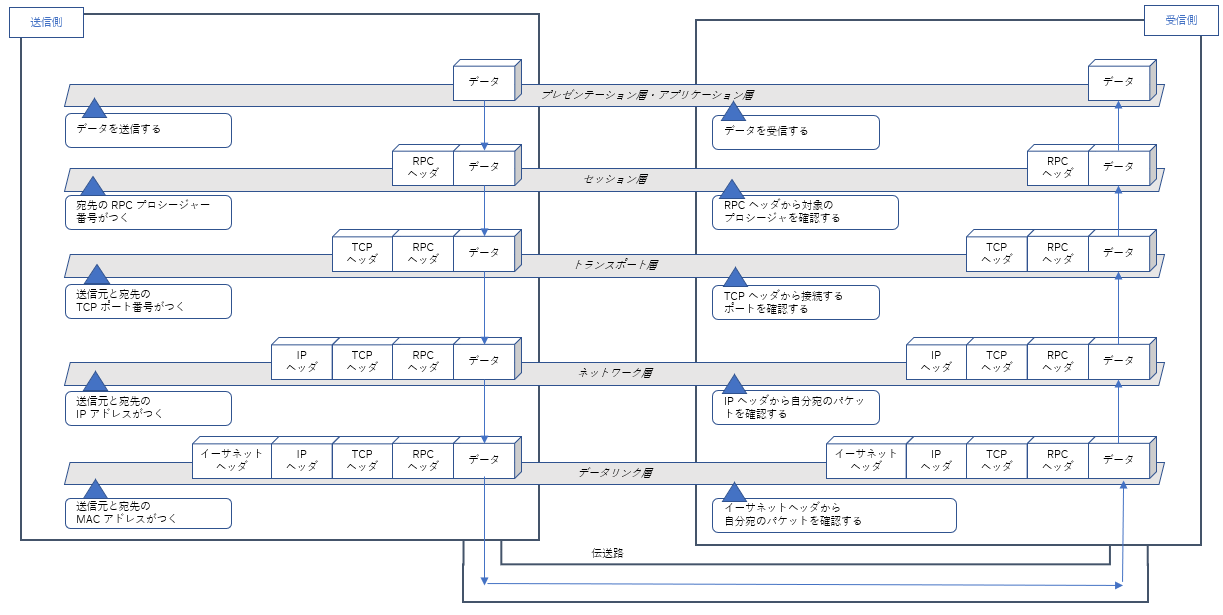 送信側
受信側
データ
データ
プレゼンテーション層・アプリケーション層
データを送信する
データを受信する
RPC
ヘッダ
データ
RPC
ヘッダ
データ
セッション層
宛先の RPC プロシージャー
番号がつく
RPC ヘッダから対象の
プロシージャを確認する
TCP
ヘッダ
RPC
ヘッダ
データ
TCP
ヘッダ
RPC
ヘッダ
データ
トランスポート層
送信元と宛先の
TCP ポート番号がつく
TCP ヘッダから接続する
ポートを確認する
IP
ヘッダ
TCP
ヘッダ
RPC
ヘッダ
データ
IP
ヘッダ
TCP
ヘッダ
RPC
ヘッダ
データ
ネットワーク層
送信元と宛先の
IP アドレスがつく
IP ヘッダから自分宛のパケッ
トを確認する
イーサネット
ヘッダ
IP
ヘッダ
TCP
ヘッダ
RPC
ヘッダ
データ
イーサネット
ヘッダ
IP
ヘッダ
TCP
ヘッダ
RPC
ヘッダ
データ
データリンク層
送信元と宛先の
MAC アドレスがつく
イーサネットヘッダから
自分宛のパケットを確認する
伝送路